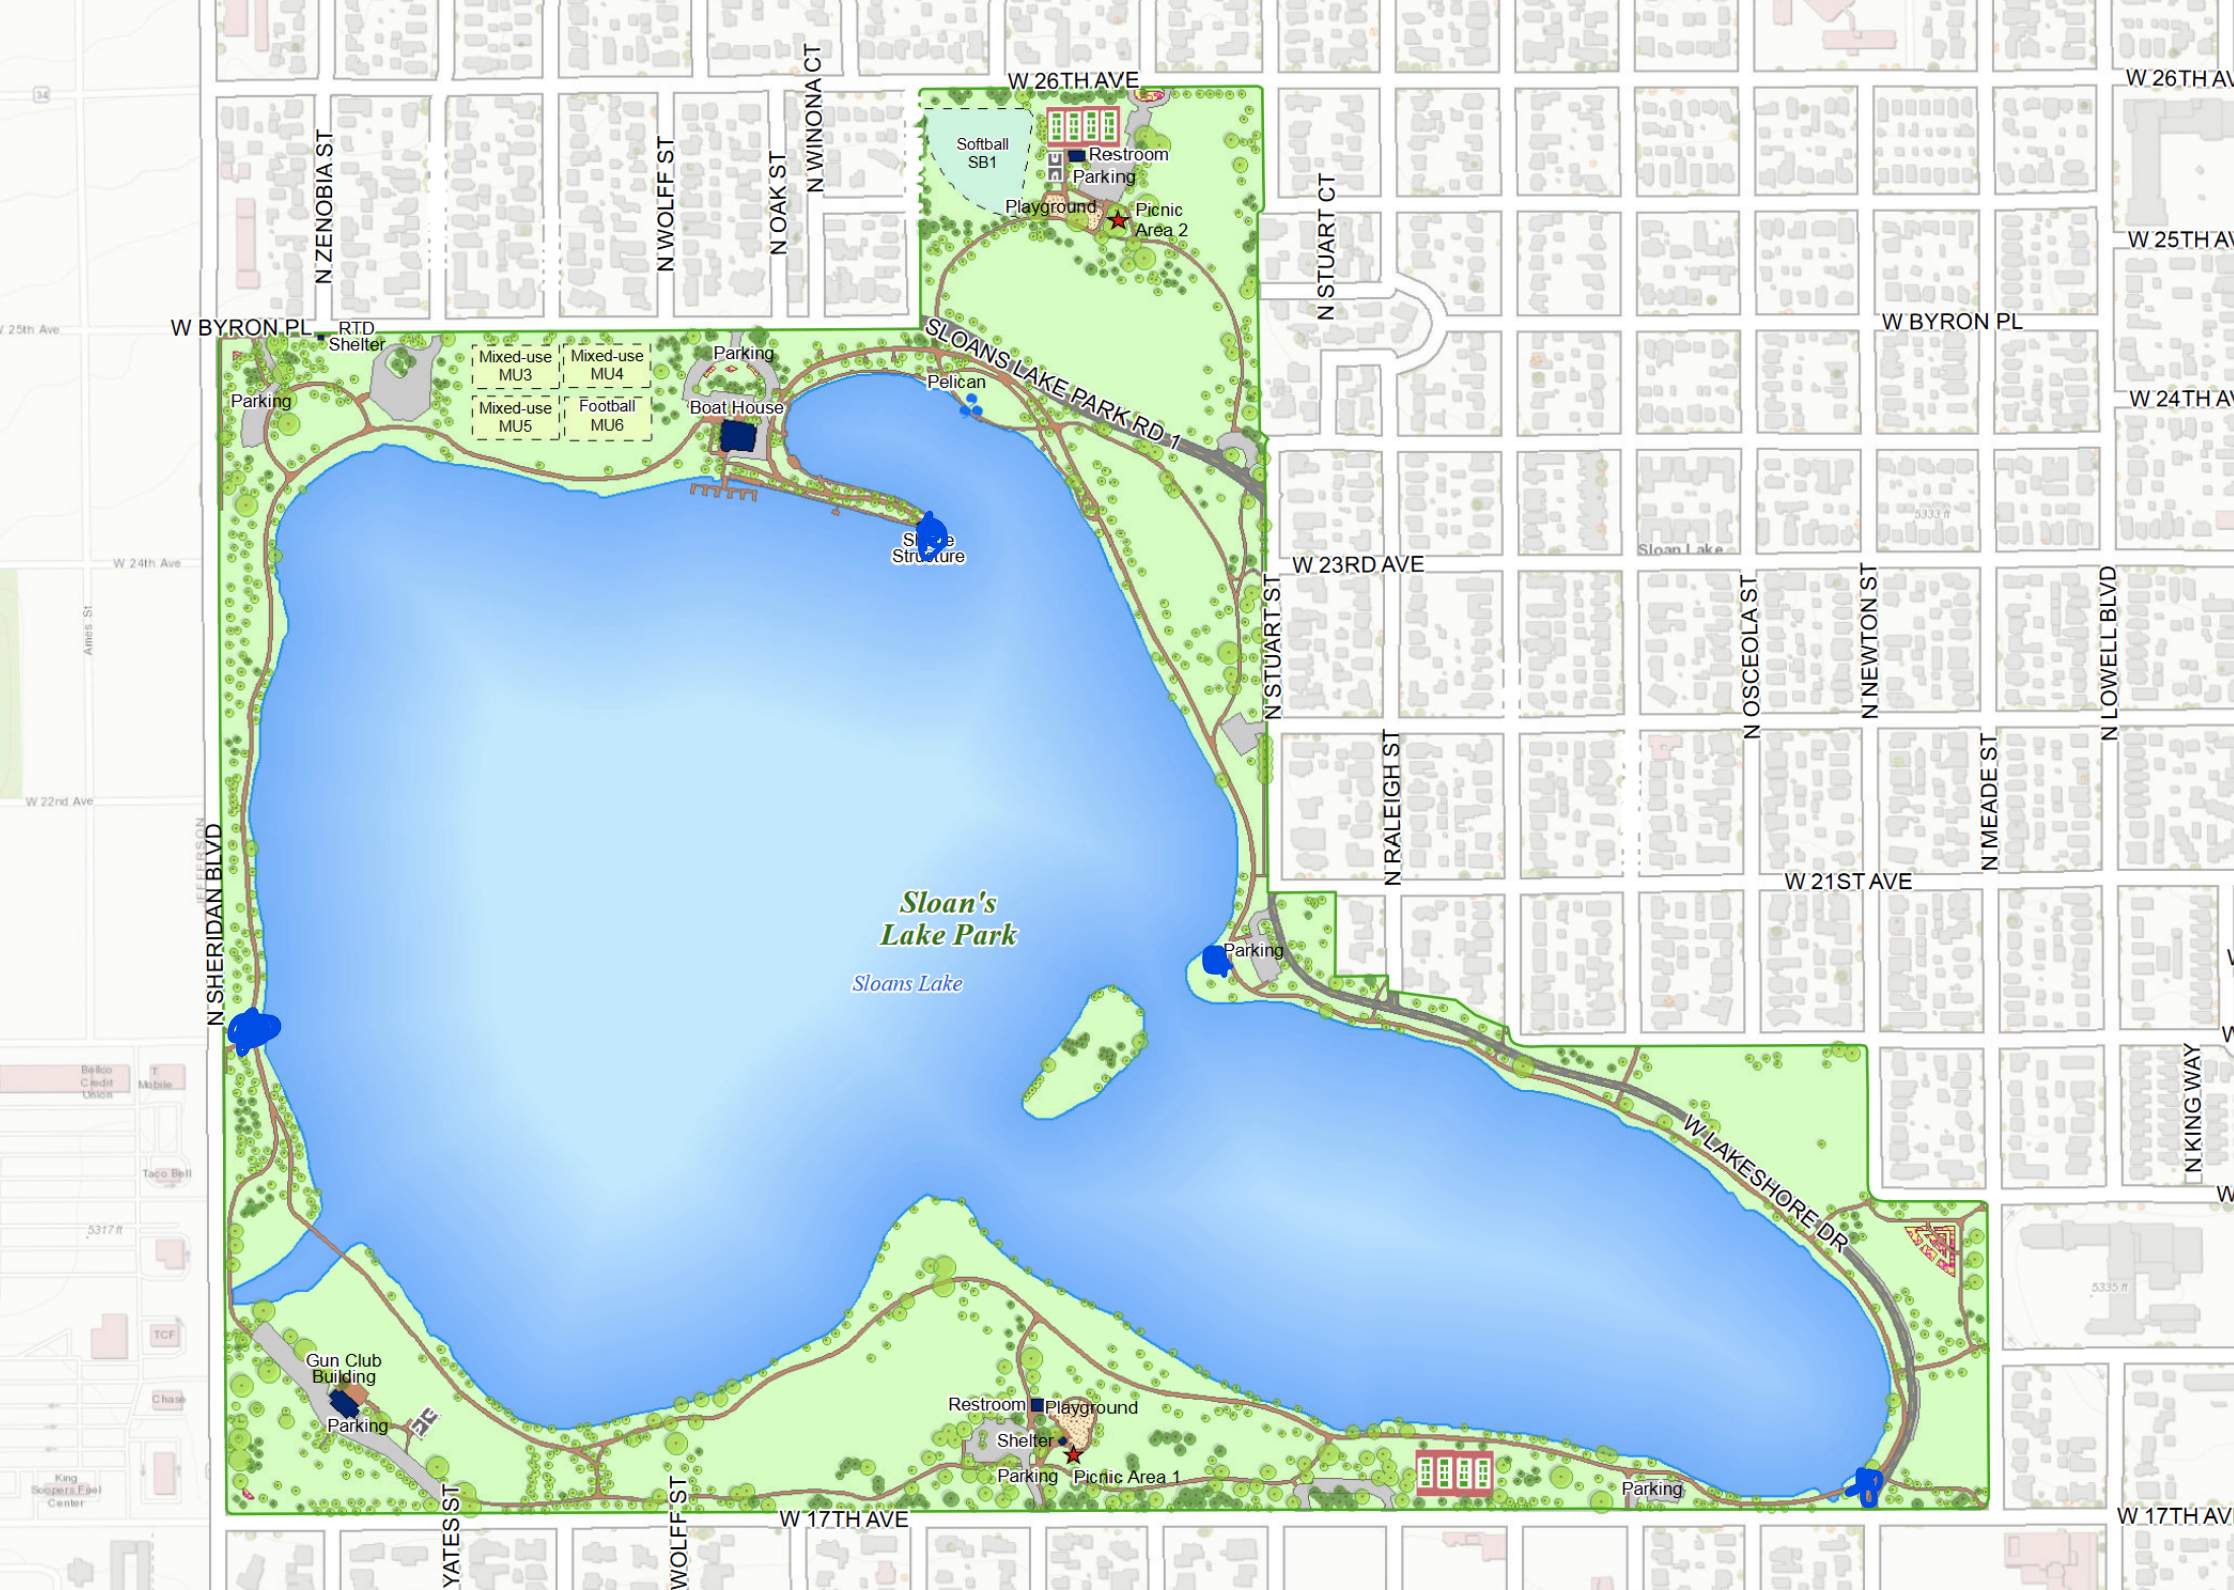 W 26TH AVE
W 26TH AV
34
N WINONA CT
N ZENOBIA ST
N WOLFF ST
N OAK ST
Softball
SB1
Restroom
Parking
Playground
Picnic
Area 2
N STUART CT
W 25TH AV
W 25th Ave
W BYRON PL
RTD
Shelter
SLOANS LAKE PARK RD 1
W BYRON PL
Mixed-use
MU3
Mixed-use
MU4
Parking
Pelican
Parking
Mixed-use
MU5
Football
MU6
Boat House
W 24TH AV
5333 ft
Sloan Lake
Structure
W 24th Ave
W 23RD AVE
Ames St
N STUART ST
N OSCEOLA ST
N NEWTON ST
N LOWELL BLVD
N RALEIGH ST
N MEADE ST
W 22nd Ave
JEFFERSON
N SHERIDAN BLVD
W 21ST AVE
Sloan's
Lake Park
Sloans Lake
Parking
W
W
Bellco
Credit
Union
T
Mobile
N KING WAY
W LAKESHORE DR
Taco Bell
W
5317 ft
5335 ft
TCF
Gun Club
Building
Parking
Chase
Restroom
Playground
Shelter
Parking
Picnic Area 1
Parking
King
Soopers Fuel
Center
YATES ST
WOLFF ST
W 17TH AVE
W 17TH AV